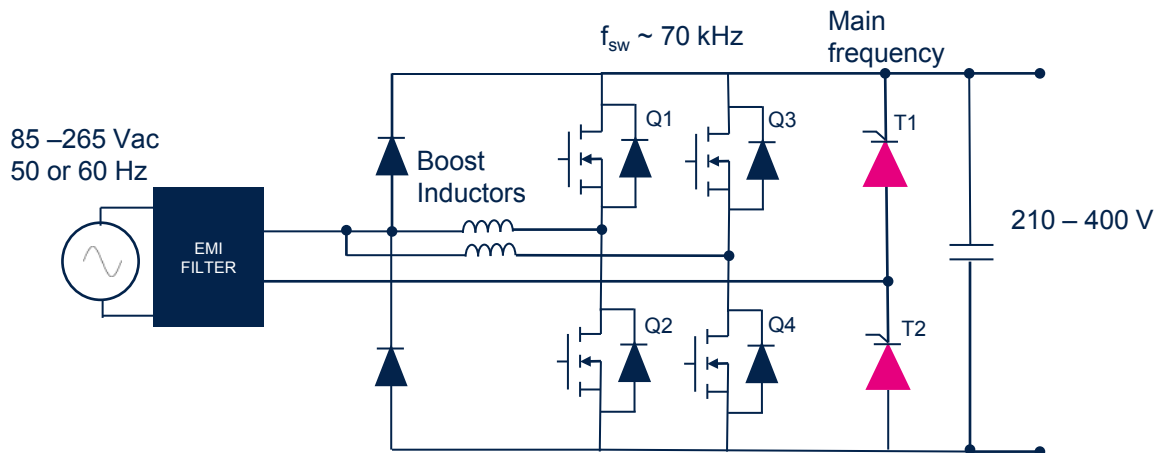 f_sw ~ 70 kHz
Main
frequency
85 –265 Vac
50 or 60 Hz
Boost
Inductors
Q1
Q3
T1
EMI
FILTER
210 – 400 V
Q2
Q4
T2